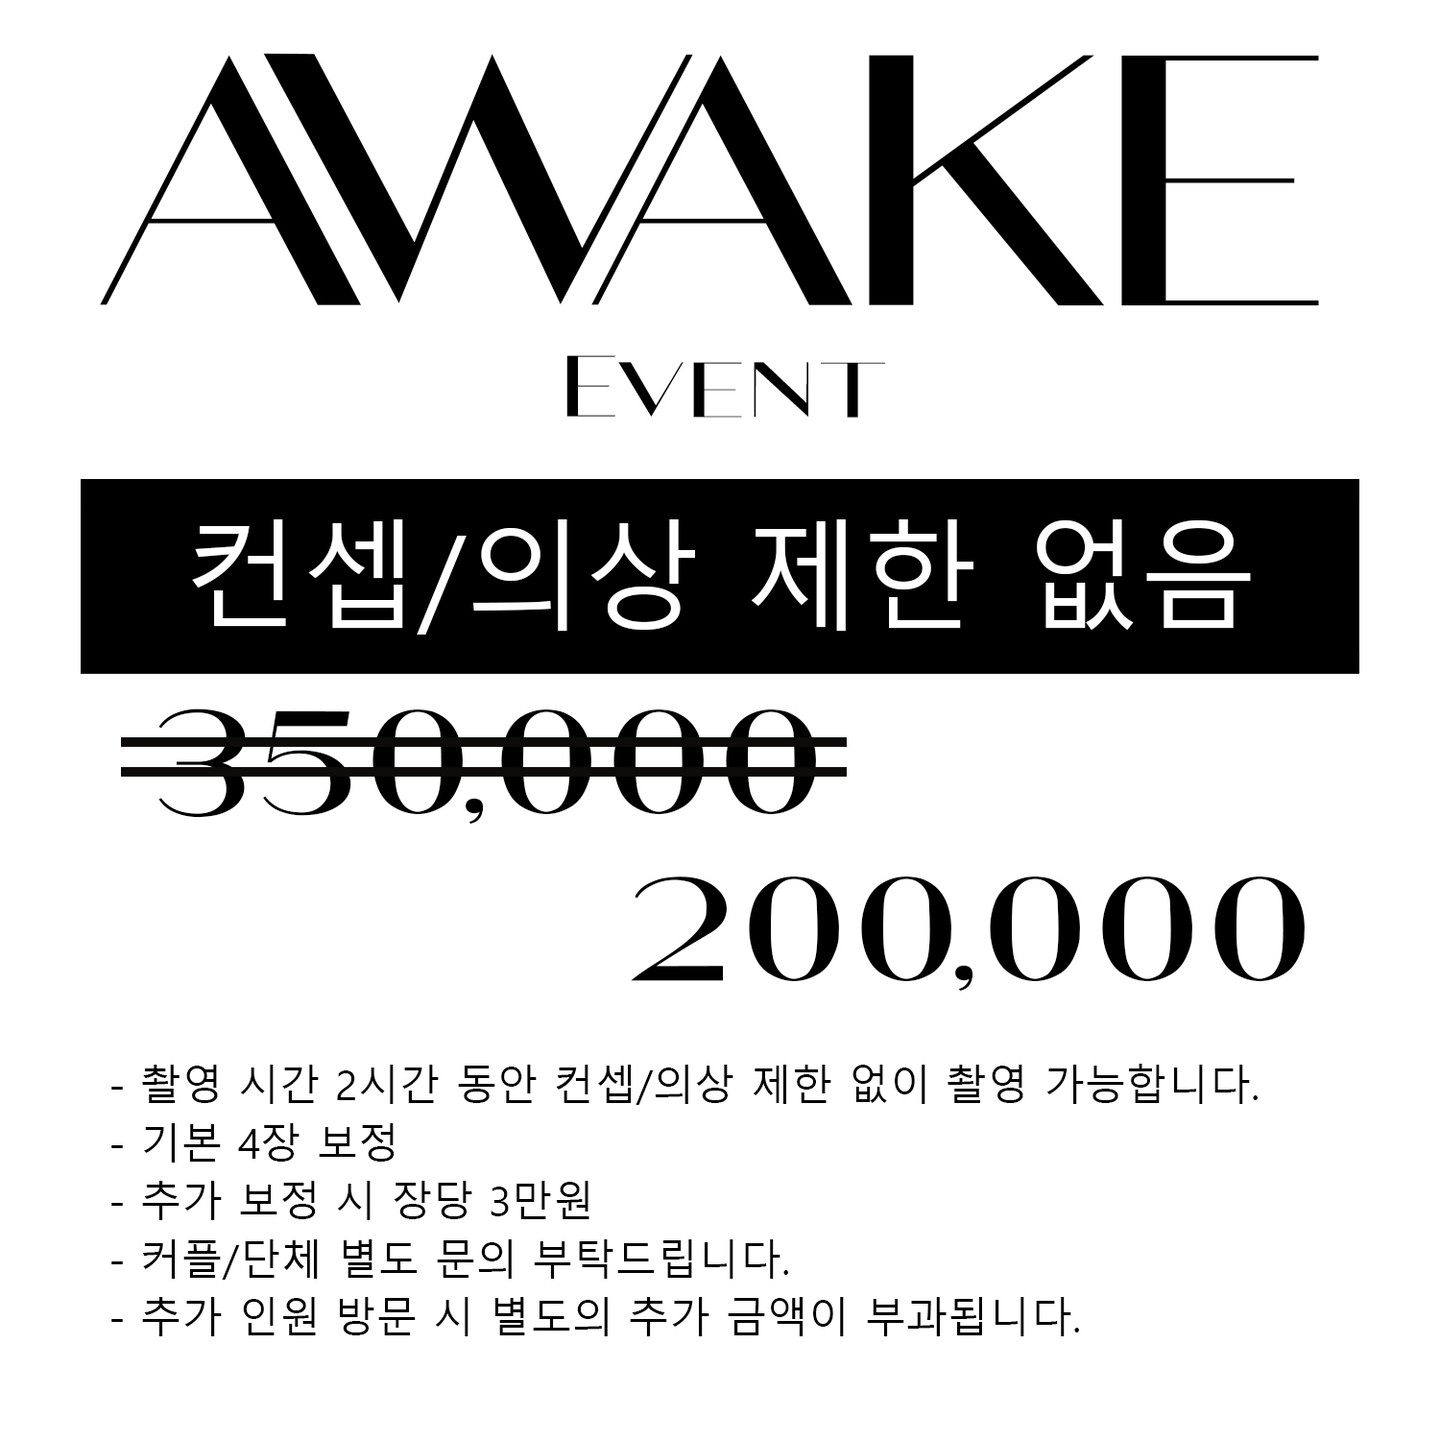 AWAKE
EVENT
컨셉/의상 제한 없음
350,000
200,000
- 촬영 시간 2시간 동안 컨셉/의상 제한 없이 촬영 가능합니다.
- 기본 4장 보정
- 추가 보정 시 장당 3만원
- 커플/단체 별도 문의 부탁드립니다.
- 추가 인원 방문 시 별도의 추가 금액이 부과됩니다.